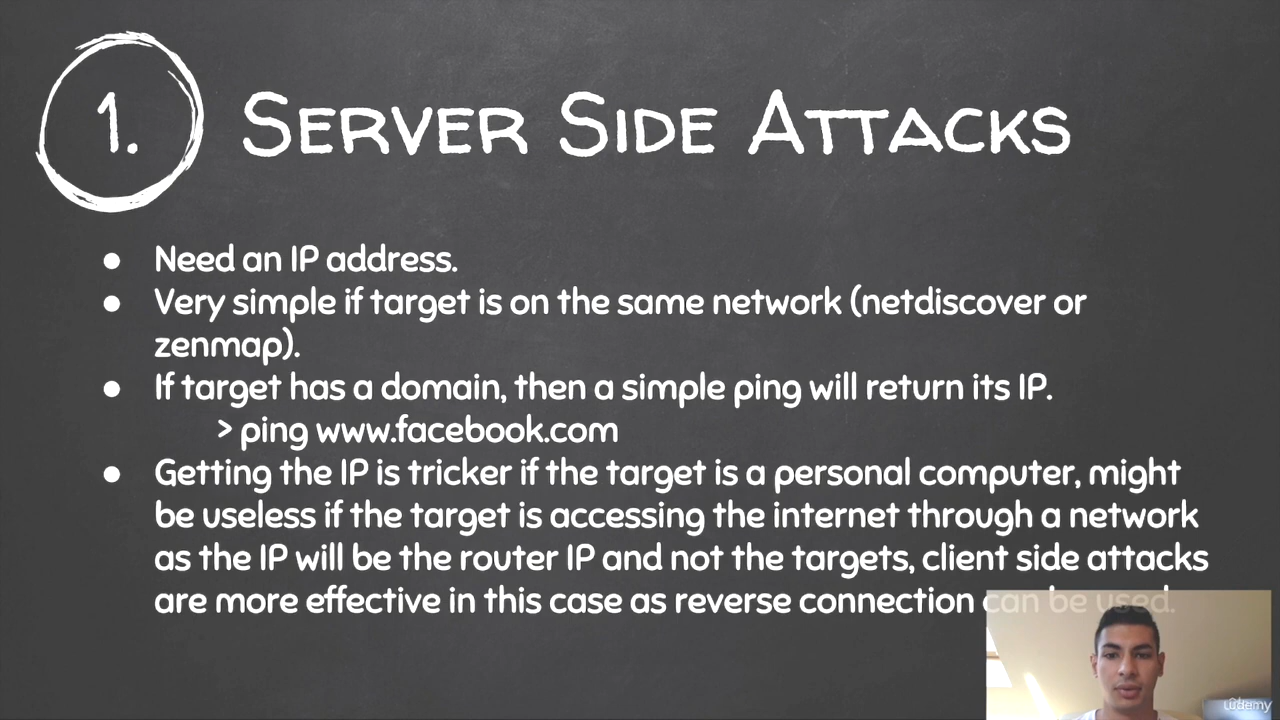 1.
SERVER SIDE ATTACKS
● Need an IP address.
● Very simple if target is on the same network (netdiscover or
zenmap).
● If target has a domain, then a simple ping will return its IP.
> ping www.facebook.com
● Getting the IP is tricker if the target is a personal computer, might
be useless if the target is accessing the internet through a network
as the IP will be the router IP and not the targets, client side attacks
are more effective in this case as reverse connection can be used.
ûdemy